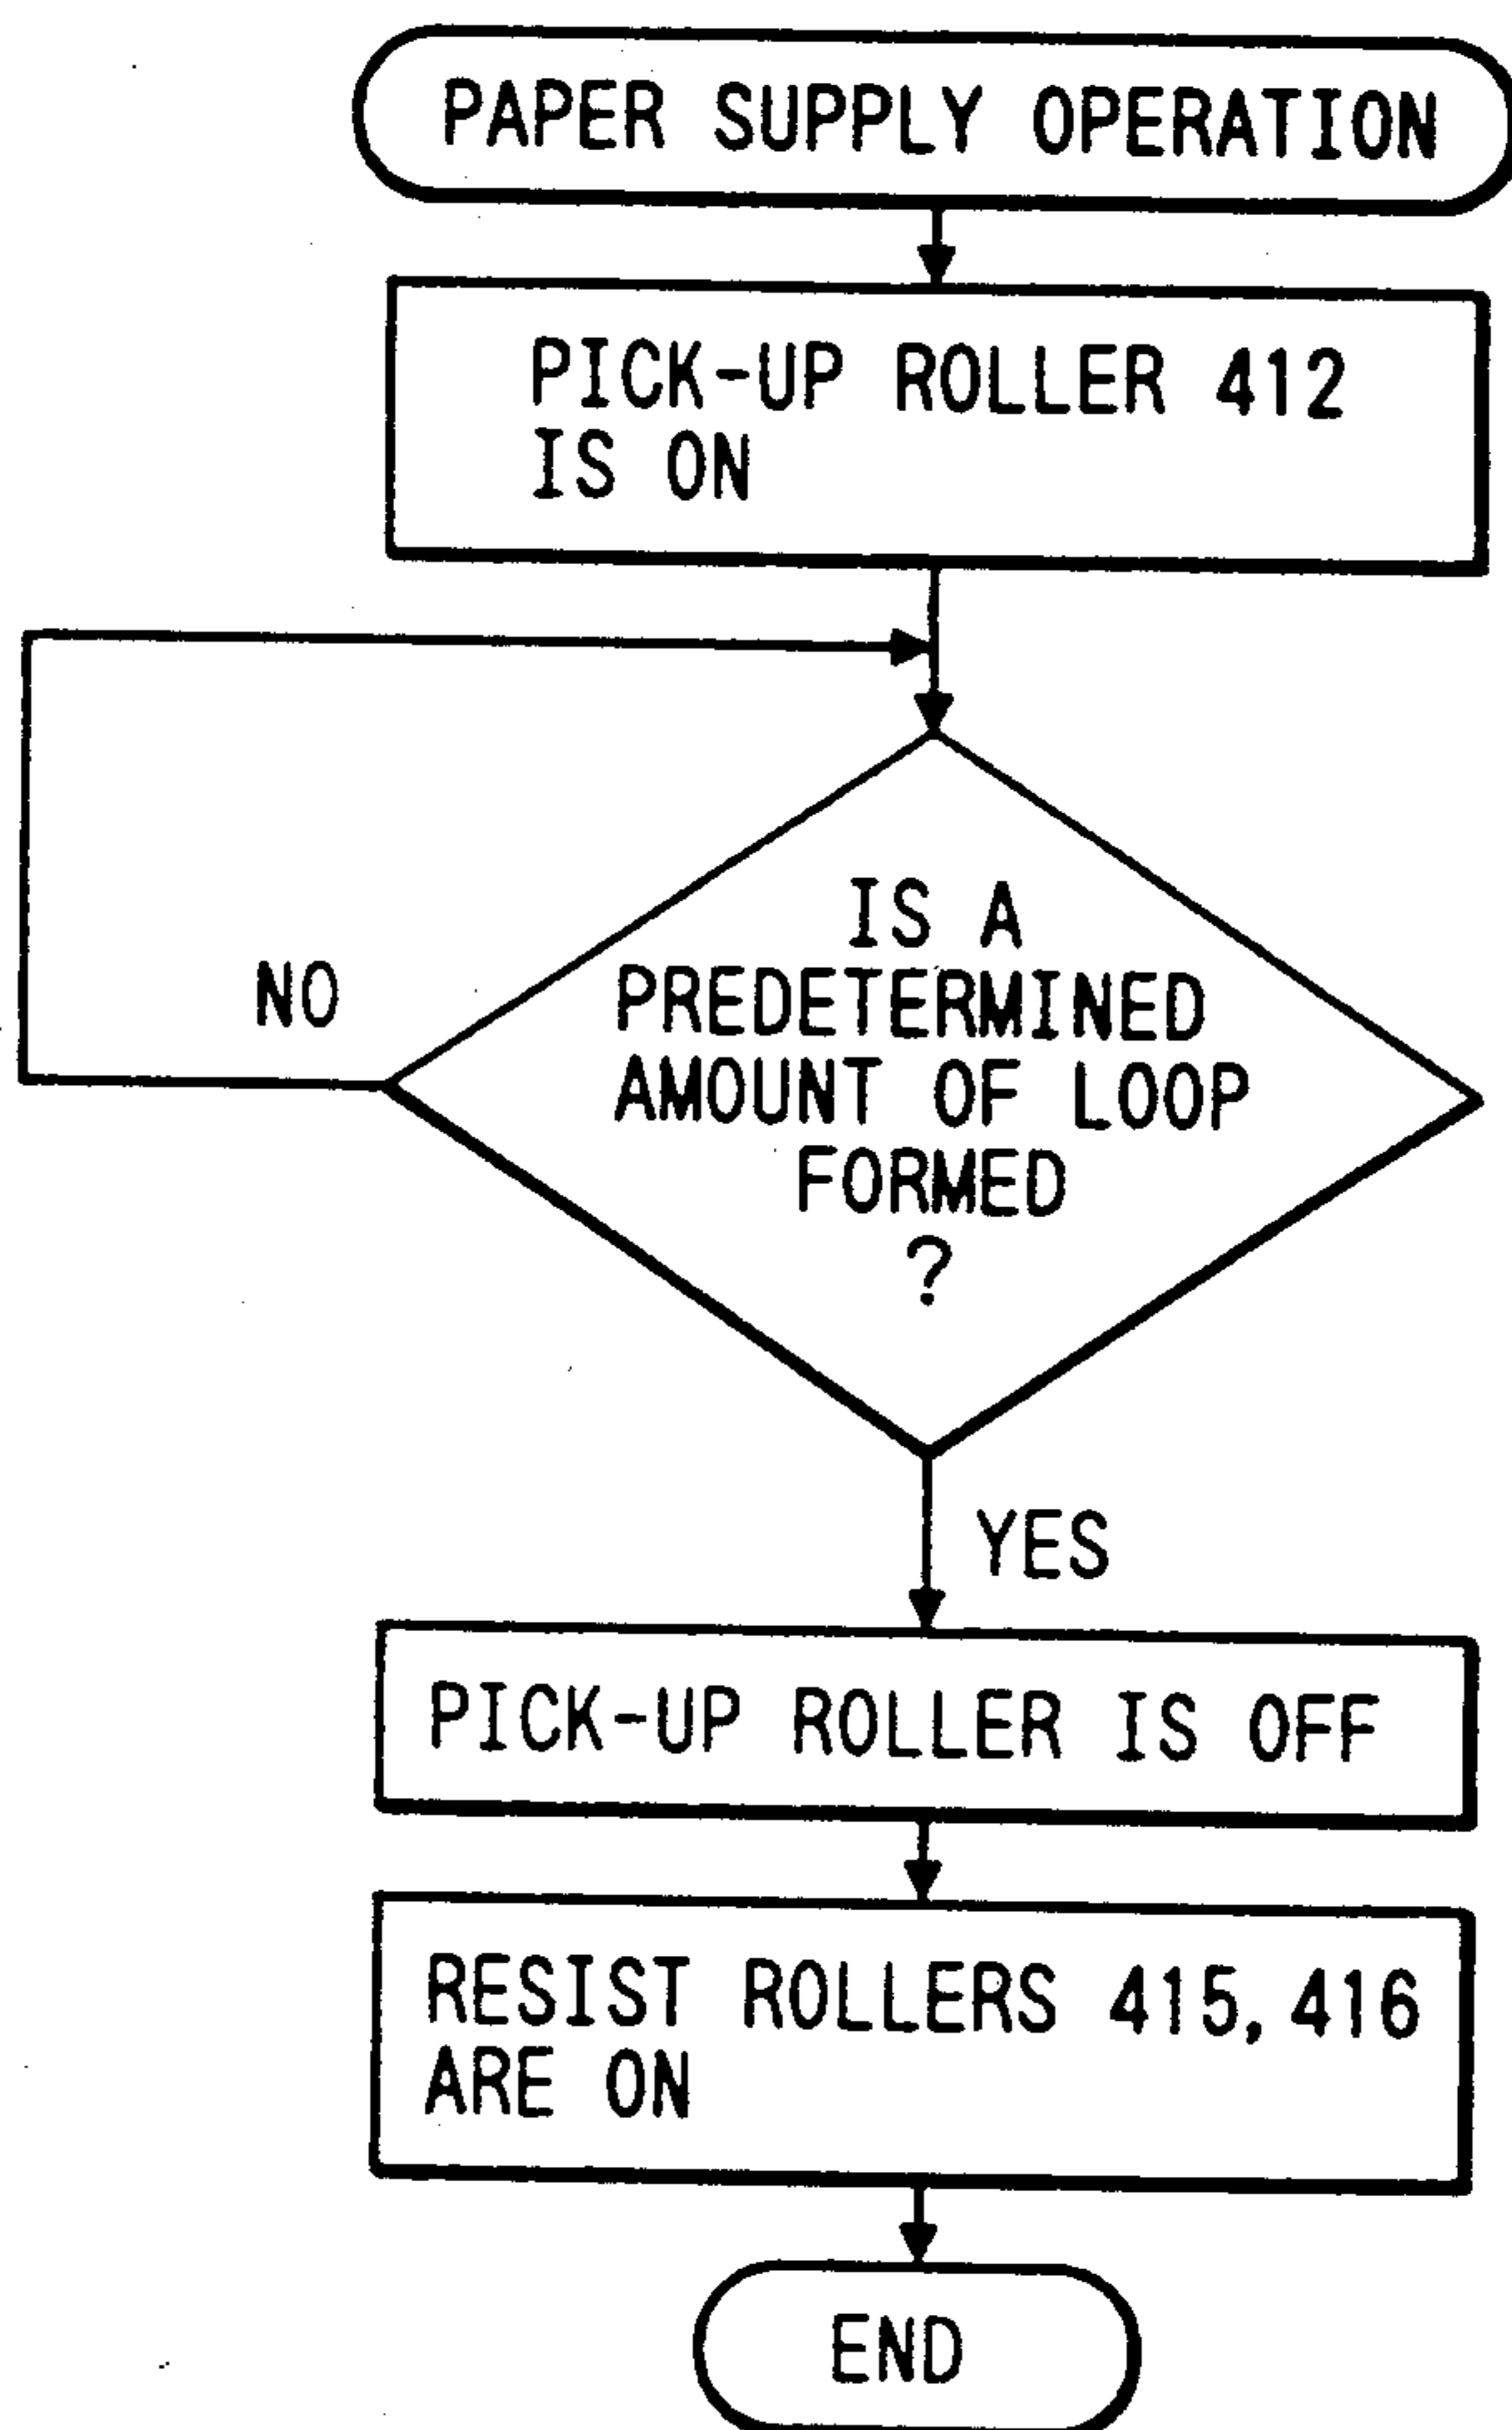 PAPER SUPPLY OPERATION
PICK-UP ROLLER 412
IS ON
IS A
PREDETERMINED
AMOUNT OF LOOP
FORMED
?
NO
YES
PICK-UP ROLLER IS OFF
RESIST ROLLERS 415, 416
ARE ON
END